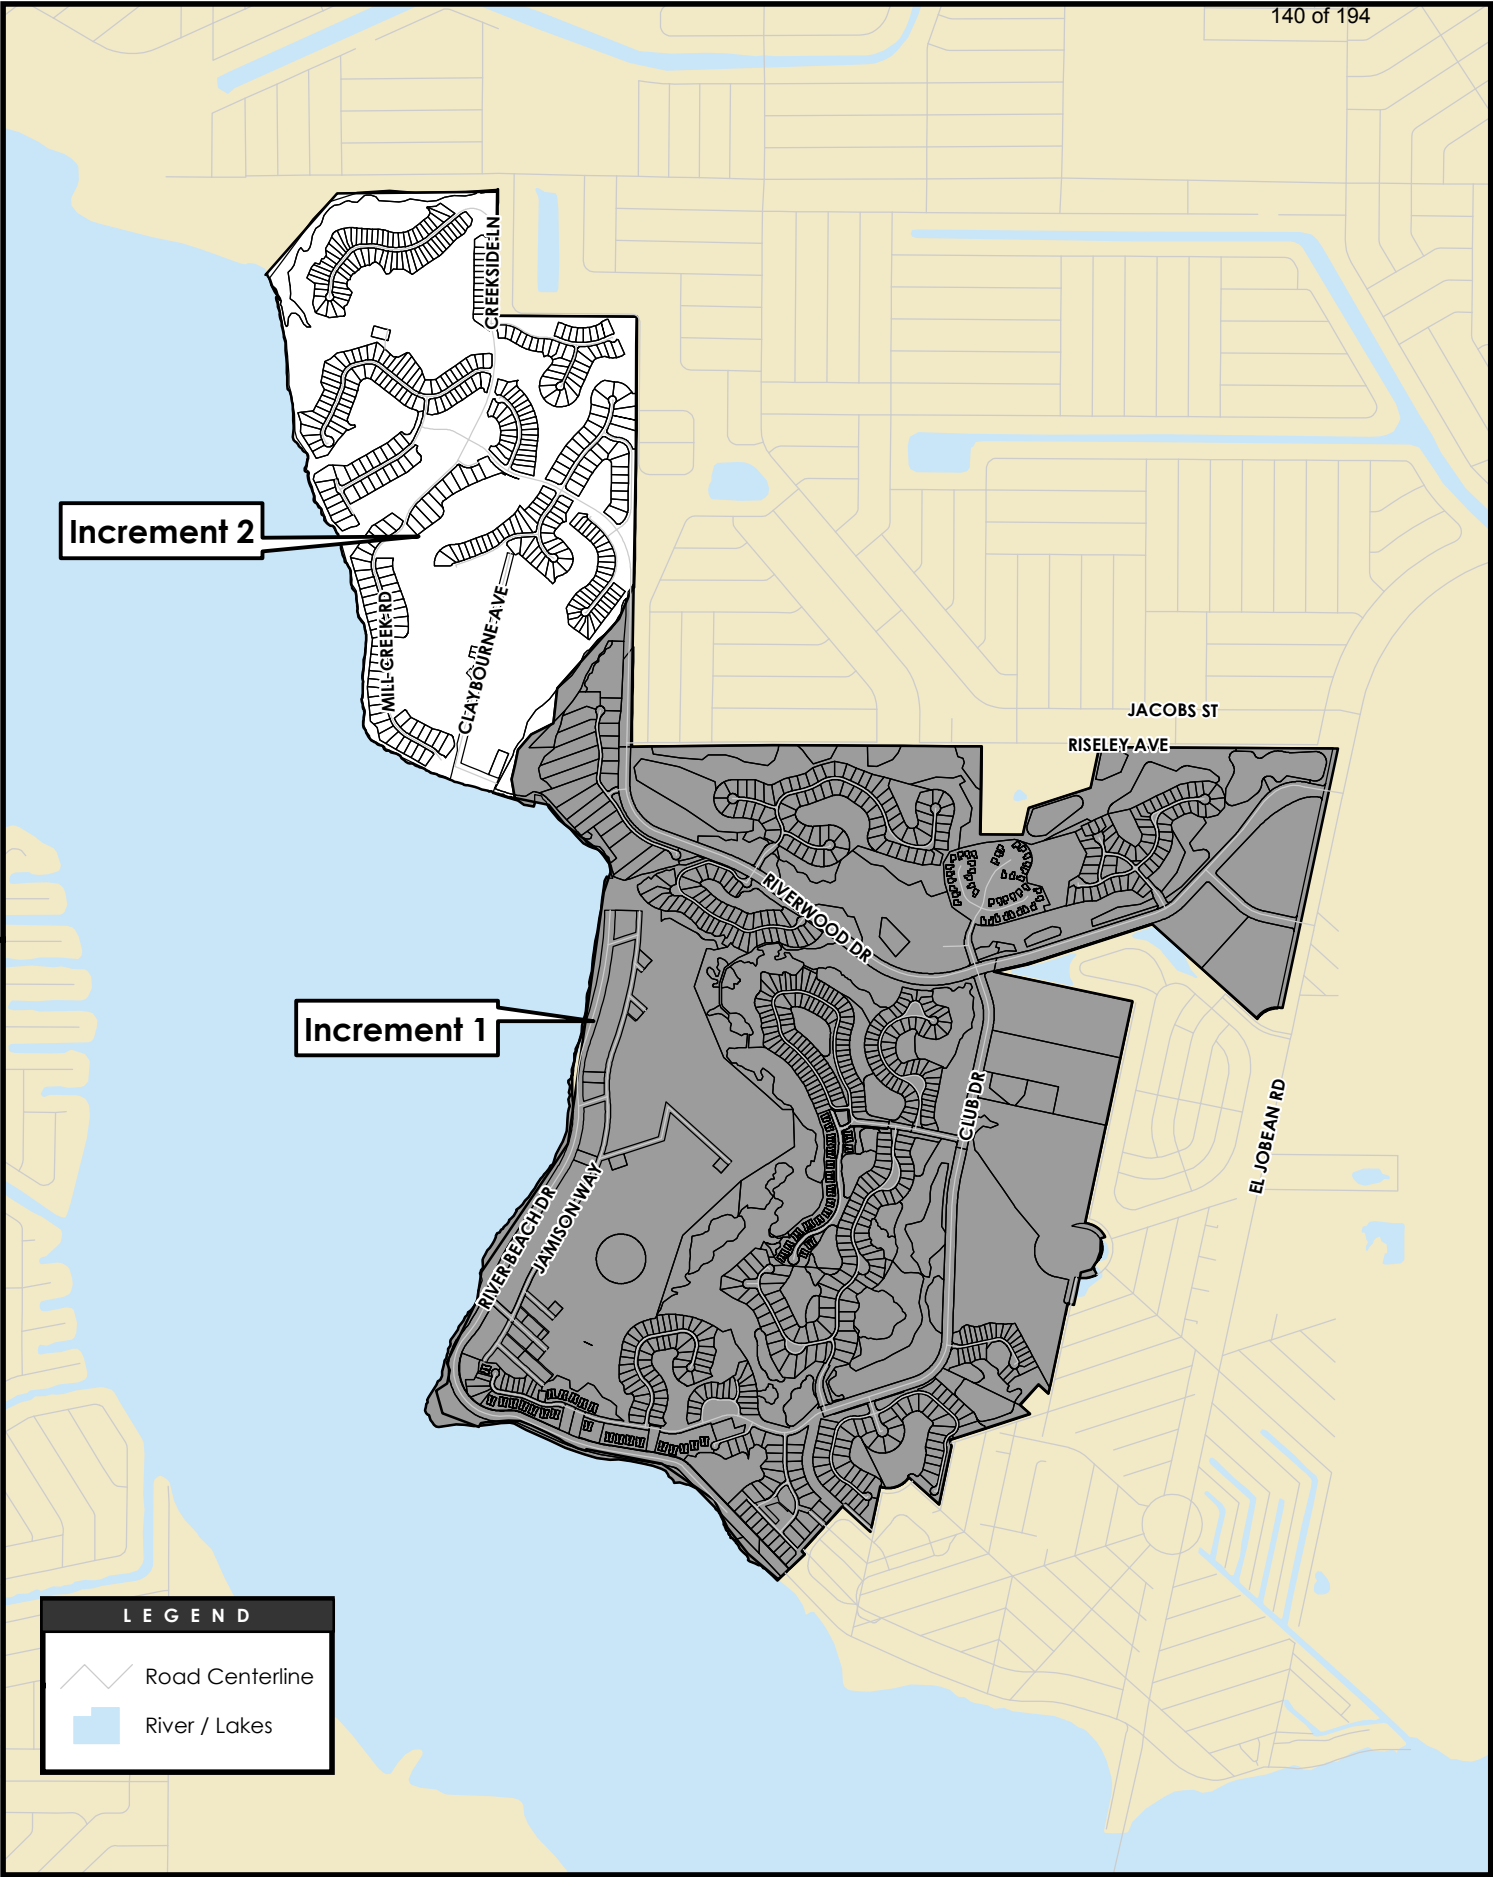 140 of 194
CREEKSIDE LN
Increment 2
MILL CREEK RD
CLAYBOURNE AVE
JACOBS ST
RISELEY AVE
RIVERWOOD DR
Increment 1
CLUB DR
EL JOBEAN RD
RIVER BEACH DR
JAMISON WAY
LEGEND
Road Centerline
River / Lakes